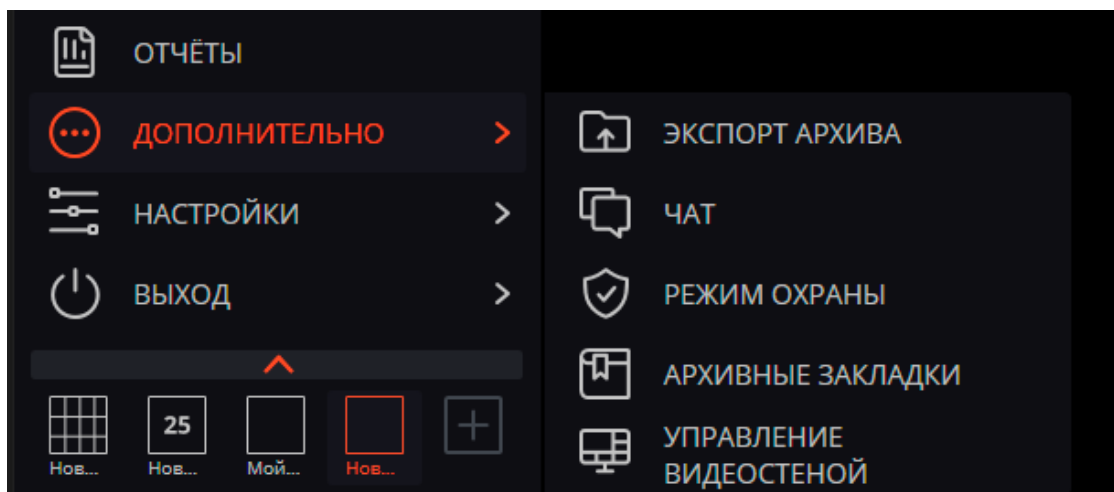 ОТЧЁТЫ
ДОПОЛНИТЕЛЬНО
НАСТРОЙКИ
ВЫХОД
25
Нов...
Нов...
Мой...
Нов...
ЭКСПОРТ АРХИВА
ЧАТ
РЕЖИМ ОХРАНЫ
АРХИВНЫЕ ЗАКЛАДКИ
УПРАВЛЕНИЕ
ВИДЕОСТЕНОЙ